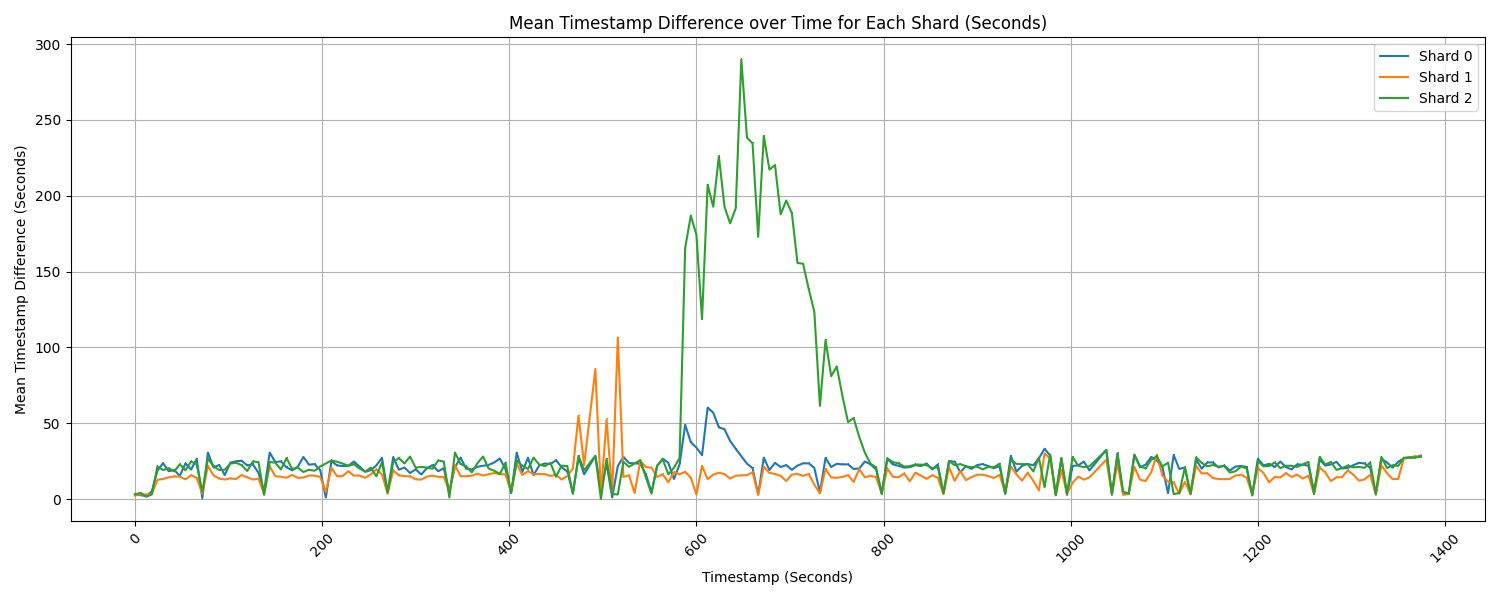 Mean Timestamp Difference over Time for Each Shard (Seconds)
Mean Timestamp Difference (Seconds)
300
250
200
150
100
50
0
Shard 0
Shard 1
Shard 2
0
200
400
600
800
1000
1200
1400
Timestamp (Seconds)